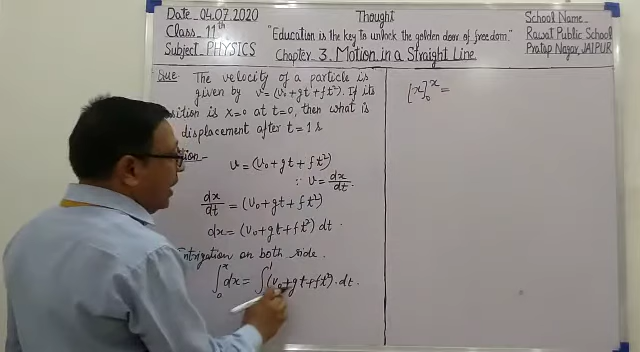 Date 04.07.2020
Class. 11th
Subject. PHYSICS
Thought
"Education is the key to unlock the golden door of freedom."
Chapter 3. Motion in a Straight Line
School Name.
Rawat Public School
Pratap Nagar, JAIPUR
Que The velocity of a particle is
given by v = (v₀ + gt + ft²). If its
position is x=0 at t=0, then what is
displacement after t = 1 s
v = (v₀ + gt + ft²)
∵ v = dx/dt.
dx/dt = (v₀ + gt + ft²)
dx = (v₀ + gt + ft²) dt.
Intrigation on both side.
∫₀ˣ dx = ∫¹ (v₀ + gt + ft²). dt.
[x]₀ˣ =